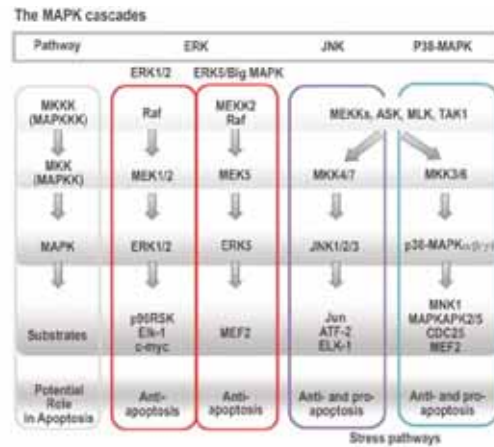 The MAPK cascades
Pathway ERK JNK P38-MAPK
ERK1/2 ERK5/Big MAPK
MKKK
(MAPKKK)
Raf
MEKK2
Raf
MEKKs, ASK, MLK, TAK1
MKK
(MAPKK)
MEK1/2 MEK5 MKK4/7 MKK3/6
MAPK ERK1/2 ERK5 JNK1/2/3 p38-MAPK
Substrates
p90RSK
Elk-1
c-myc
MEF2
Jun
ATF-2
ELK-1
MNK1
MAPKAPK2/5
CDC25
MEF2
Potential
Role
in Apoptosis
Anti-
apoptosis
Anti-
apoptosis
Anti- and pro-
apoptosis
Anti- and pro-
apoptosis
Stress pathways